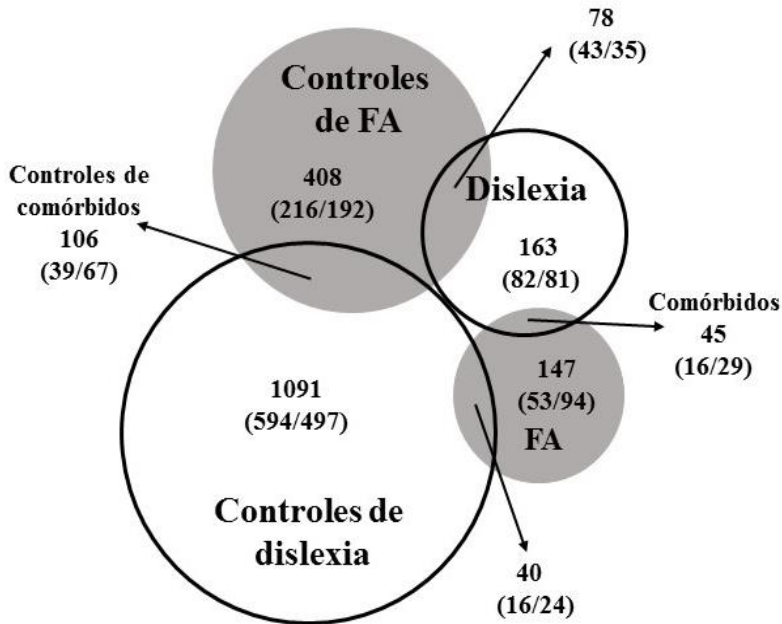 78
(43/35)
Controles
de FA
408
(216/192)
Dislexia
163
(82/81)
Controles de
comórbidos
106
(39/67)
Comórbidos
45
(16/29)
147
(53/94)
FA
1091
(594/497)
Controles de
dislexia
40
(16/24)